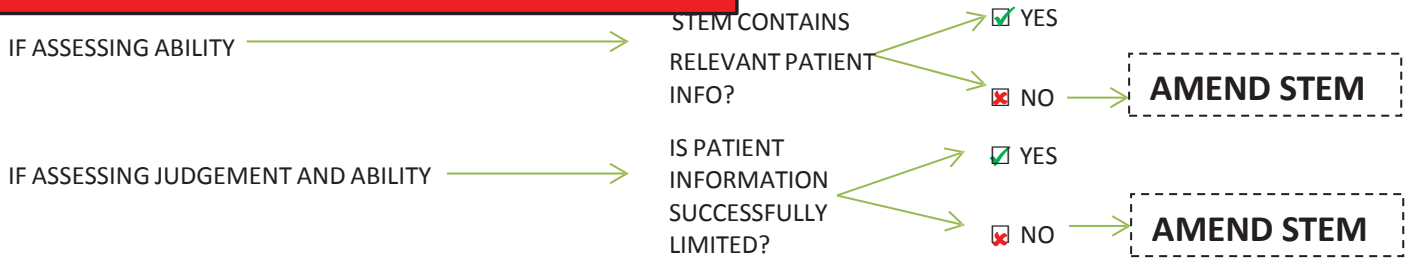 IF ASSESSING ABILITY
STEM CONTAINS
RELEVANT PATIENT
INFO?
YES
NO
AMEND STEM
IF ASSESSING JUDGEMENT AND ABILITY
IS PATIENT
INFORMATION
SUCCESSFULLY
LIMITED?
YES
NO
AMEND STEM